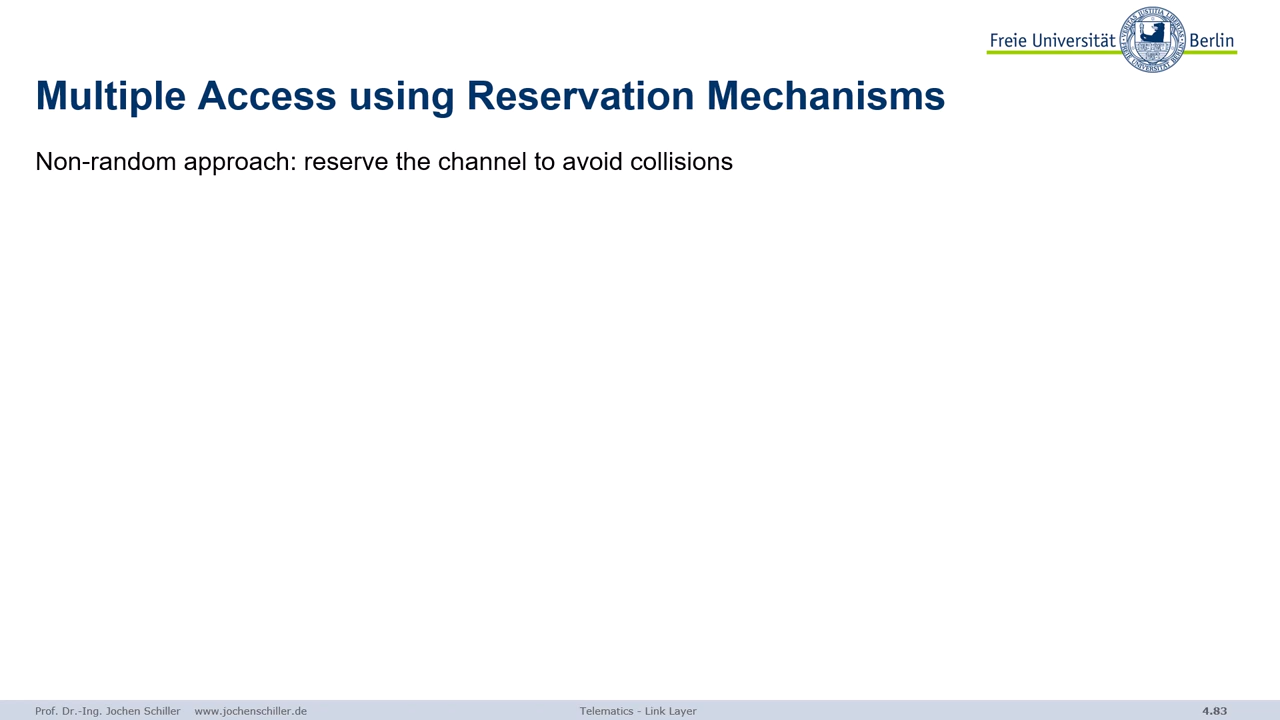 Freie Universität Berlin
Multiple Access using Reservation Mechanisms
Non-random approach: reserve the channel to avoid collisions
Prof. Dr.-Ing. Jochen Schiller www.jochenschiller.de Telematics - Link Layer 4.83